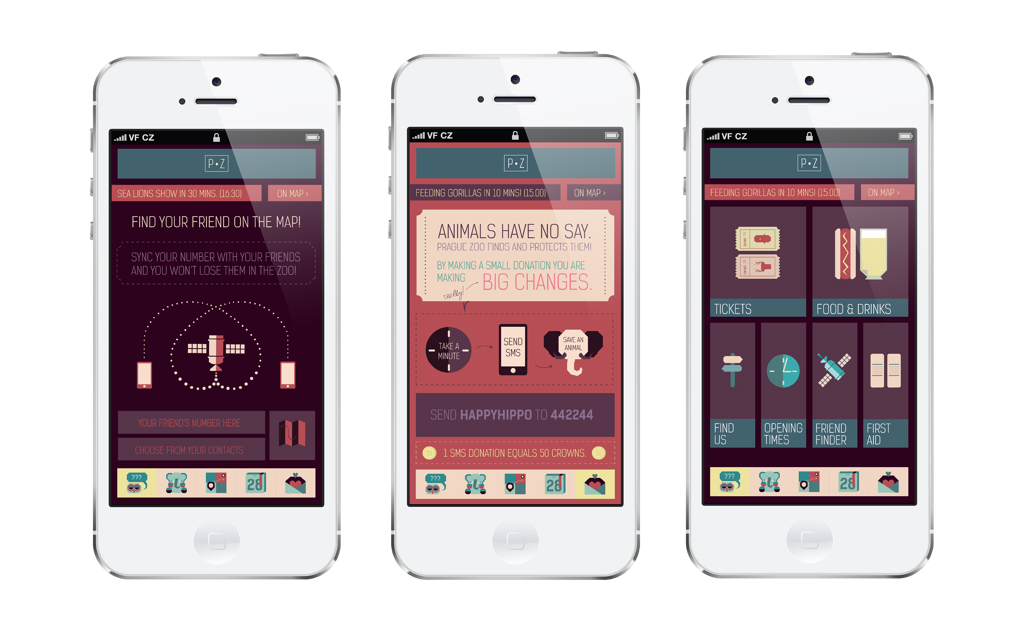 VF CZ
P•Z
SEA LIONS SHOW IN 30 MINS. (16.30)
ON MAP >
FIND YOUR FRIEND ON THE MAP!
SYNC YOUR NUMBER WITH YOUR FRIENDS
AND YOU WON'T LOSE THEM IN THE ZOO!
YOUR FRIEND'S NUMBER HERE
CHOOSE FROM YOUR CONTACTS
???
28
VF CZ
P•Z
FEEDING GORILLAS IN 10 MINS! (15.00)
ON MAP >
ANIMALS HAVE NO SAY.
PRAGUE ZOO FINDS AND PROTECTS THEM!
BY MAKING A SMALL DONATION YOU ARE
MAKING
really!
BIG CHANGES.
TAKE A
MINUTE
SEND
SMS
SAVE AN
ANIMAL
SEND HAPPYHIPPO TO 442244
1 SMS DONATION EQUALS 50 CROWNS.
???
28
VF CZ
P•Z
FEEDING GORILLAS IN 10 MINS! (15.00)
ON MAP >
TICKETS
FOOD & DRINKS
FIND
US
OPENING
TIMES
FRIEND
FINDER
FIRST
AID
???
28